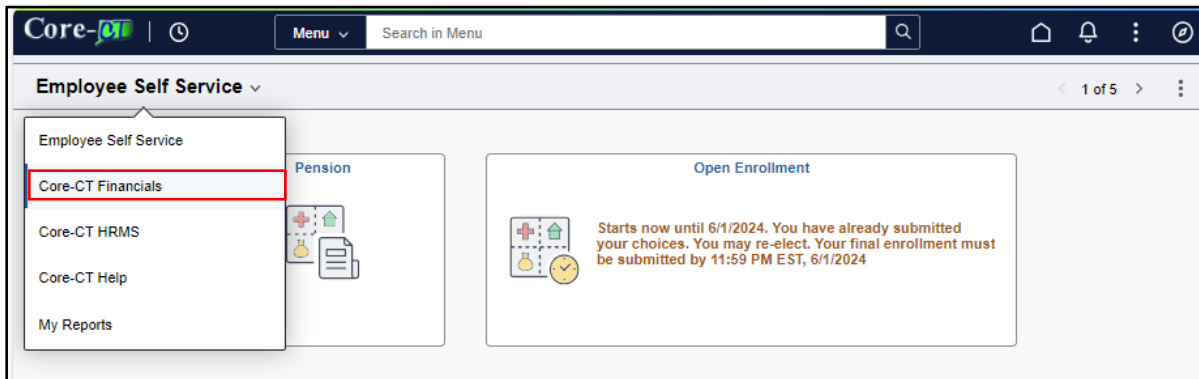 Core-CT
Menu
Search in Menu
Employee Self Service
1 of 5
Employee Self Service
Core-CT Financials
Core-CT HRMS
Core-CT Help
My Reports
Pension
Open Enrollment
Starts now until 6/1/2024. You have already submitted
your choices. You may re-elect. Your final enrollment must
be submitted by 11:59 PM EST, 6/1/2024